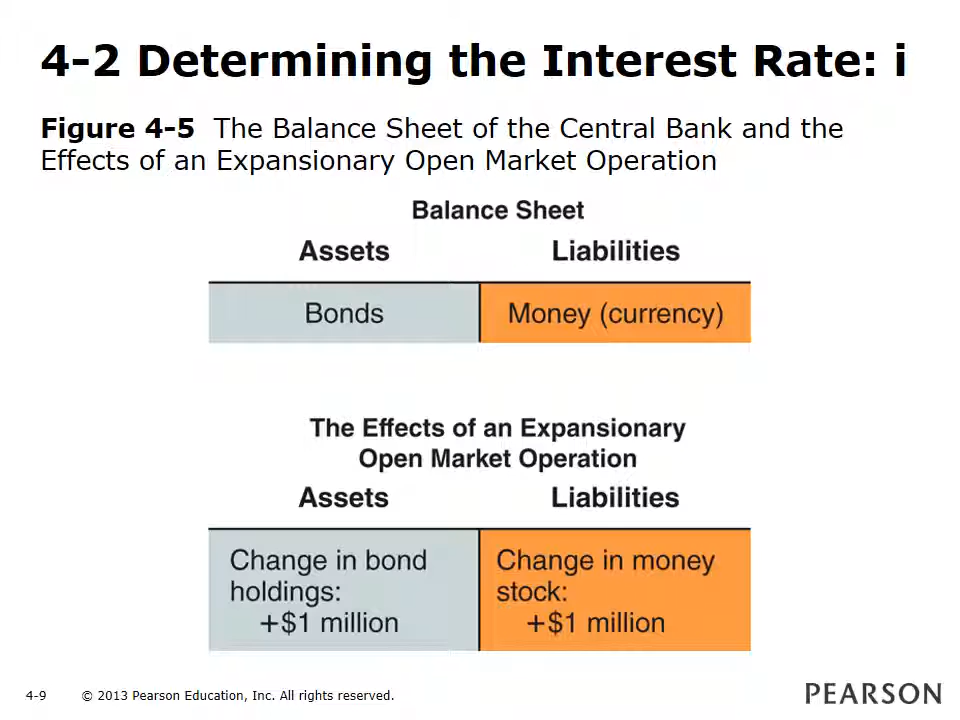 4-2 Determining the Interest Rate: i
Figure 4-5 The Balance Sheet of the Central Bank and the
Effects of an Expansionary Open Market Operation
Balance Sheet
Assets Liabilities
Bonds Money (currency)
The Effects of an Expansionary
Open Market Operation
Assets Liabilities
Change in bond holdings: +$1 million
Change in money stock: +$1 million
4-9 © 2013 Pearson Education, Inc. All rights reserved.
PEARSON